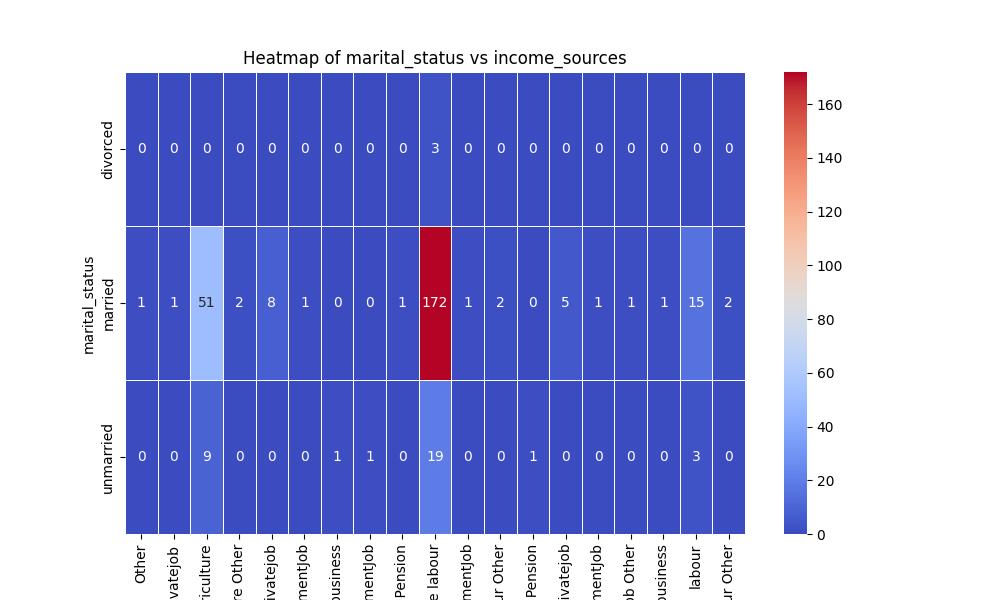 Heatmap of marital_status vs income_sources
marital_status
divorced
0 0 0 0 0 0 0 0 0 3 0 0 0 0 0 0 0 0 0
married
1 1 51 2 8 1 0 0 1 172 1 2 0 5 1 1 1 15 2
unmarried
0 0 9 0 0 0 1 1 0 19 0 0 1 0 0 0 0 3 0
Other
vatejob
riculture
re Other
ivatejob
mentJob
business
mentJob
Pension
e labour
mentJob
ur Other
Pension
ivatejob
mentJob
ob Other
business
labour
ur Other
160
140
120
100
80
60
40
20
0